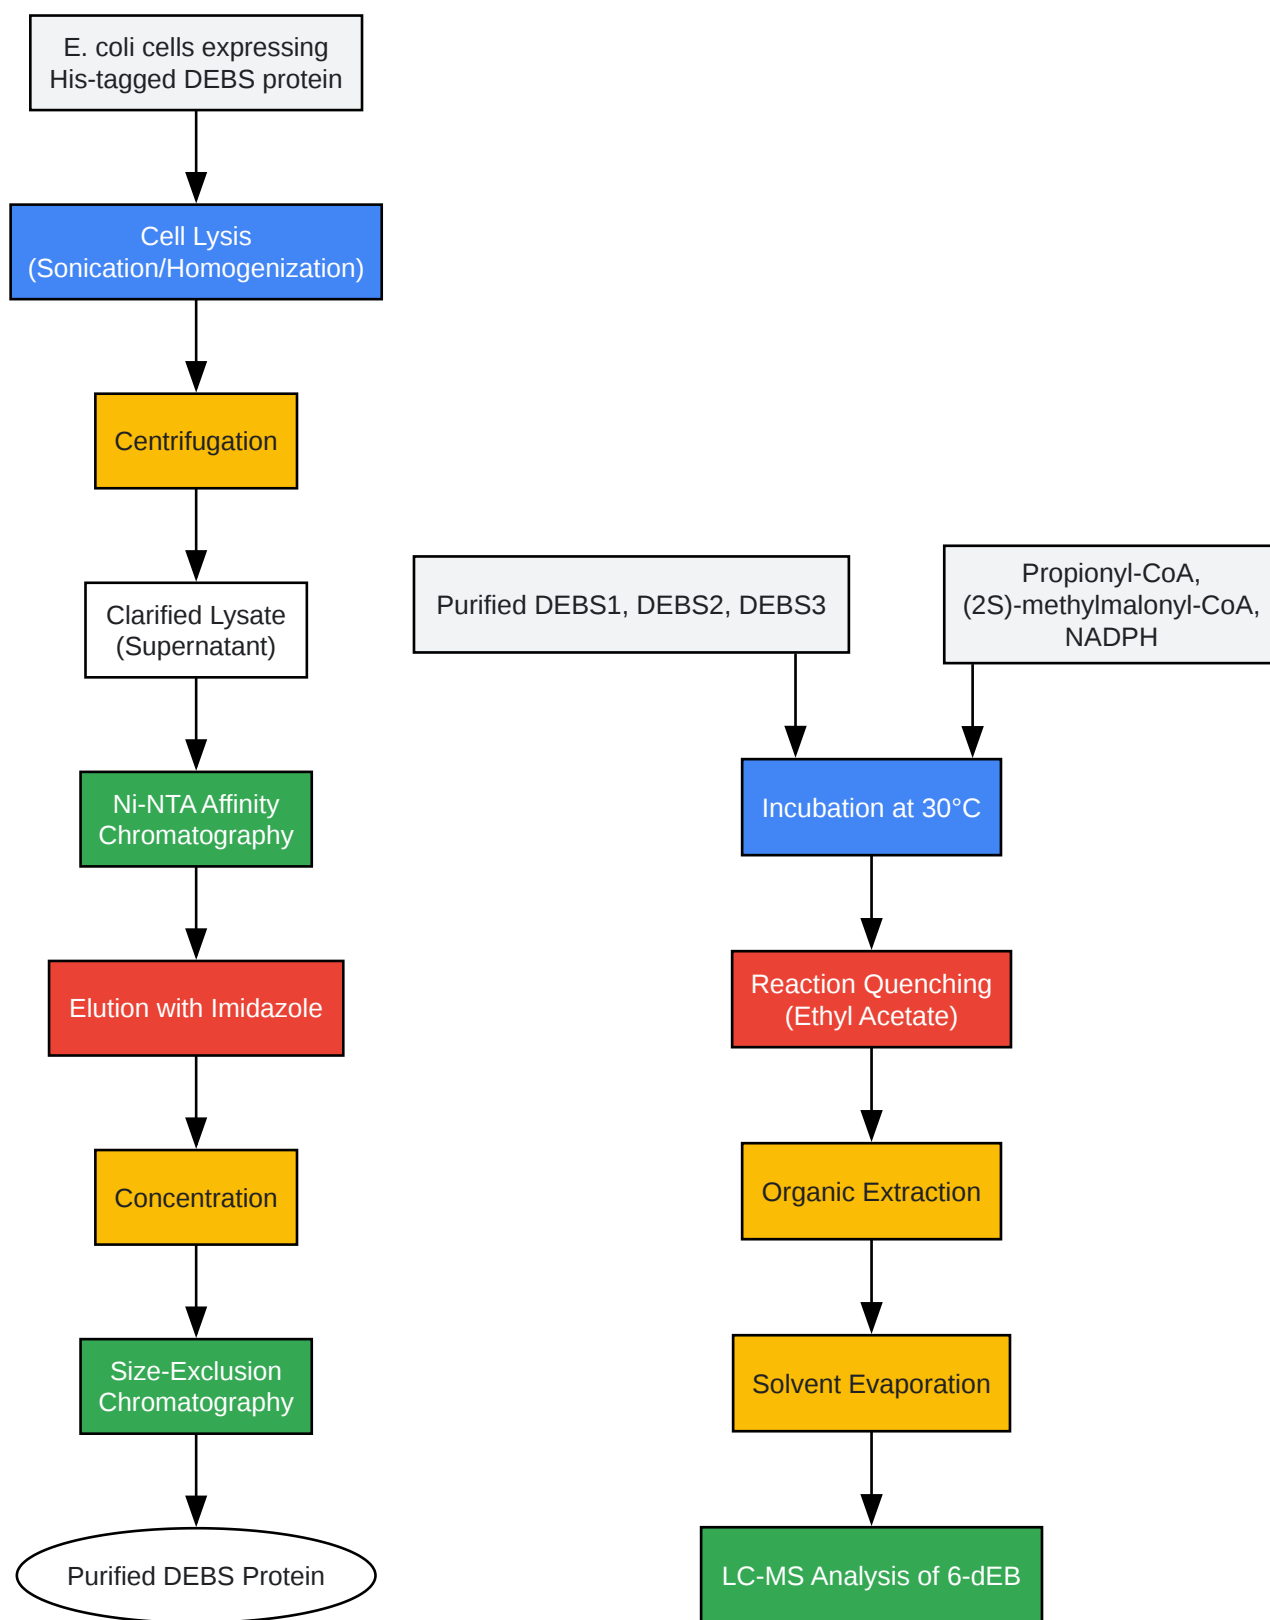 E. coli cells expressing
His-tagged DEBS protein
Cell Lysis
(Sonication/Homogenization)
Centrifugation
Clarified Lysate
(Supernatant)
Ni-NTA Affinity
Chromatography
Elution with Imidazole
Concentration
Size-Exclusion
Chromatography
Purified DEBS Protein
Purified DEBS1, DEBS2, DEBS3
Propionyl-CoA,
(2S)-methylmalonyl-CoA,
NADPH
Incubation at 30°C
Reaction Quenching
(Ethyl Acetate)
Organic Extraction
Solvent Evaporation
LC-MS Analysis of 6-dEB